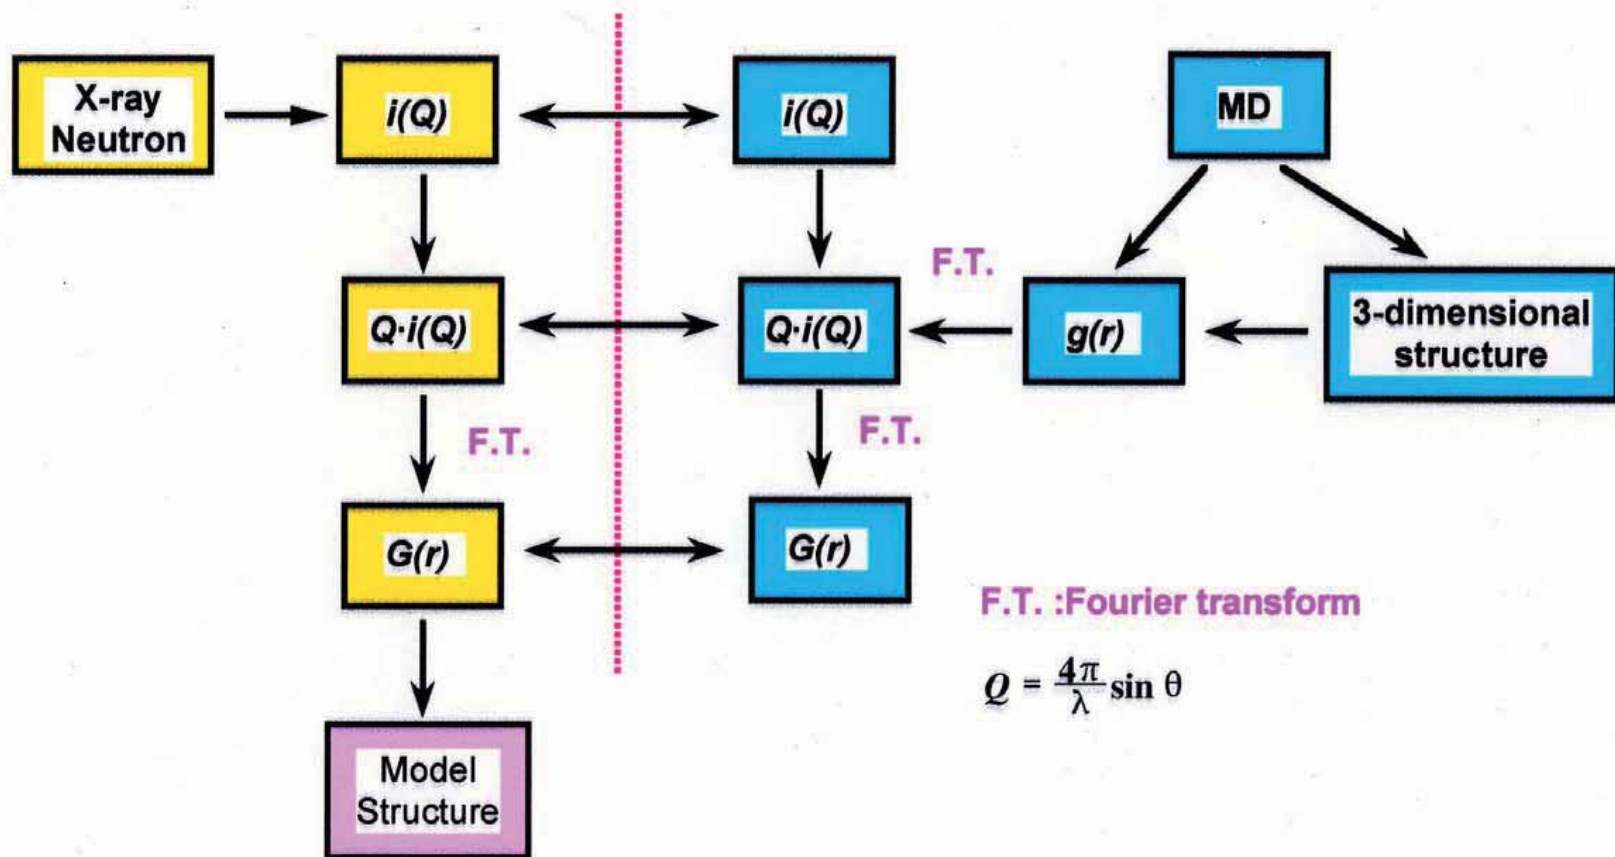 X-ray
Neutron
i(Q)
i(Q)
MD
F.T.
Q·i(Q)
Q·i(Q)
g(r)
3-dimensional
structure
F.T.
F.T.
G(r)
G(r)
F.T. :Fourier transform
Q = 4π/λ sin θ
Model
Structure